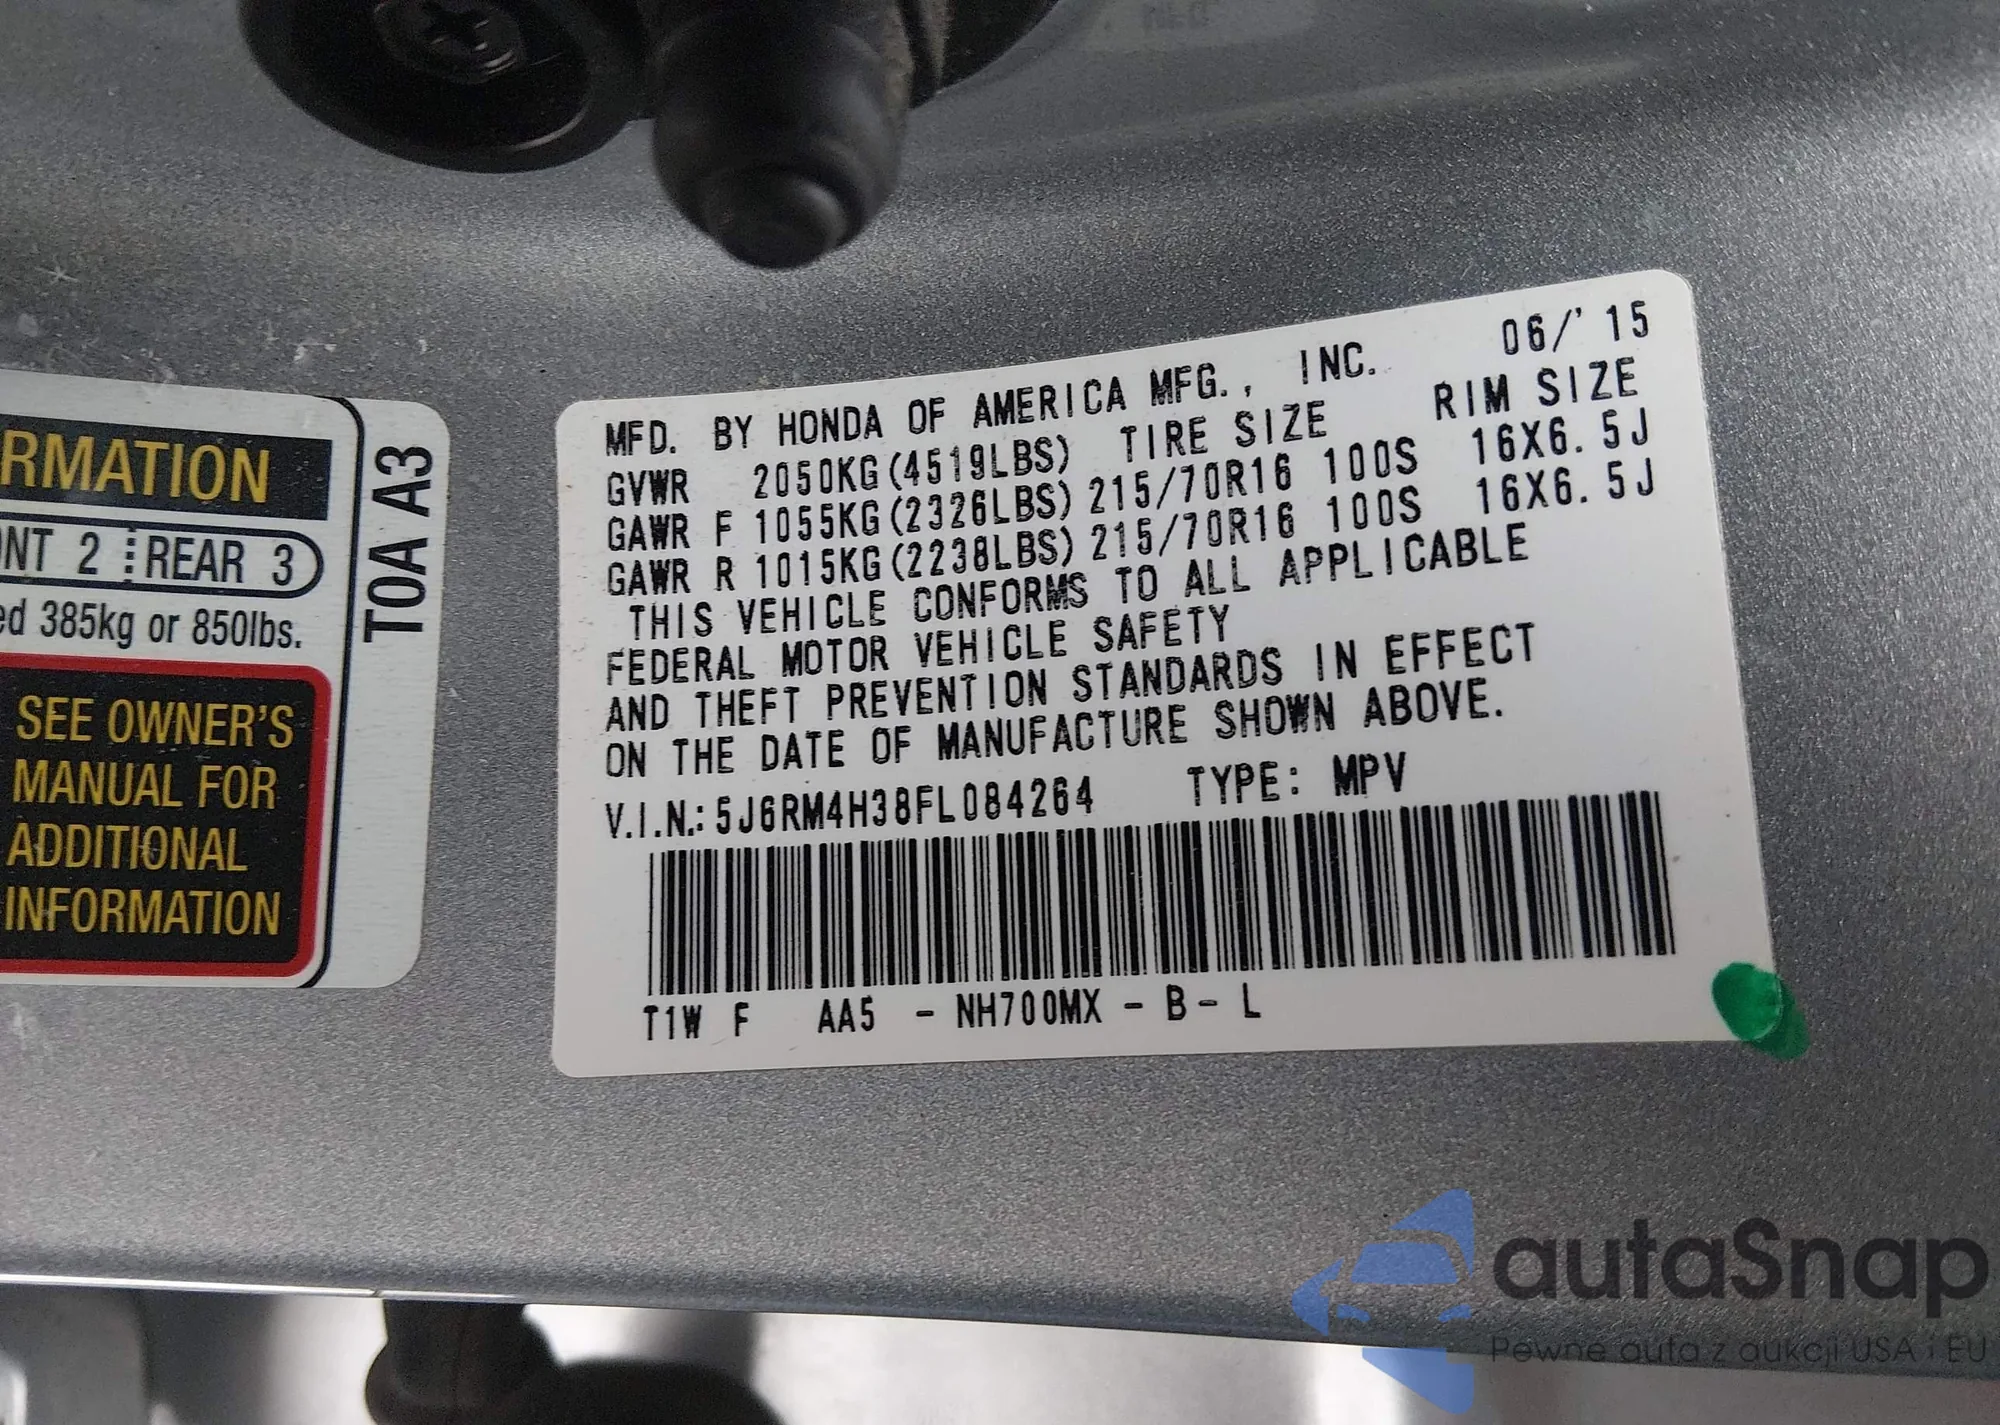 RMATION
NT 2 REAR 3
ed 385kg or 850lbs.
SEE OWNER'S
MANUAL FOR
ADDITIONAL
INFORMATION
T0A A3
06/'15
MFD. BY HONDA OF AMERICA MFG., INC.
GVWR 2050KG(4519LBS) TIRE SIZE RIM SIZE
GAWR F 1055KG(2326LBS) 215/70R16 100S 16X6.5J
GAWR R 1015KG(2238LBS) 215/70R16 100S 16X6.5J
THIS VEHICLE CONFORMS TO ALL APPLICABLE
FEDERAL MOTOR VEHICLE SAFETY
AND THEFT PREVENTION STANDARDS IN EFFECT
ON THE DATE OF MANUFACTURE SHOWN ABOVE.
V.I.N.: 5J6RM4H38FL084264 TYPE: MPV
T1W F AA5 - NH700MX - B - L
autaSnap
Pewne auta z aukcji USA i EU